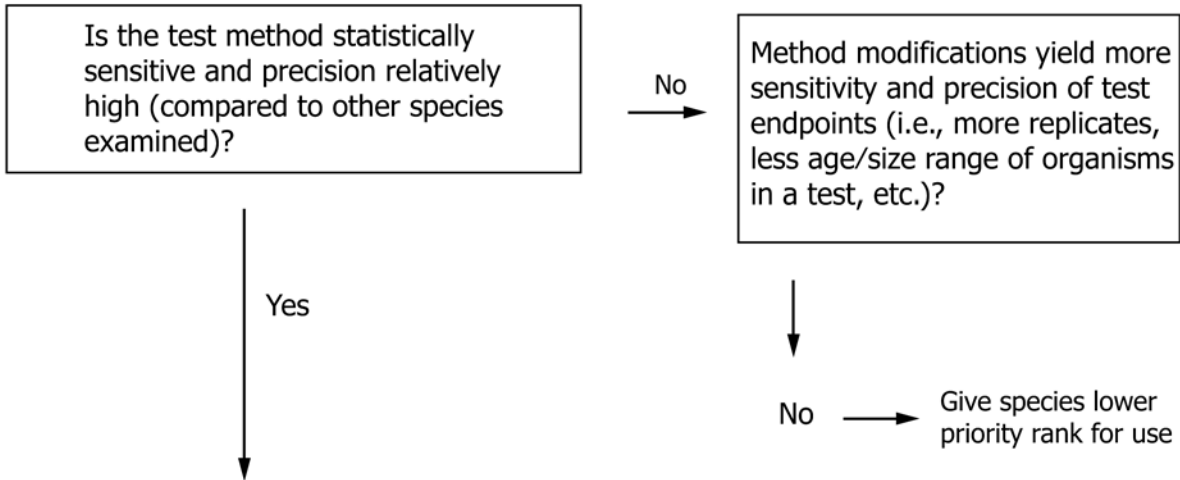 Is the test method statistically
sensitive and precision relatively
high (compared to other species
examined)?
No
Method modifications yield more
sensitivity and precision of test
endpoints (i.e., more replicates,
less age/size range of organisms
in a test, etc.)?
Yes
No
Give species lower
priority rank for use